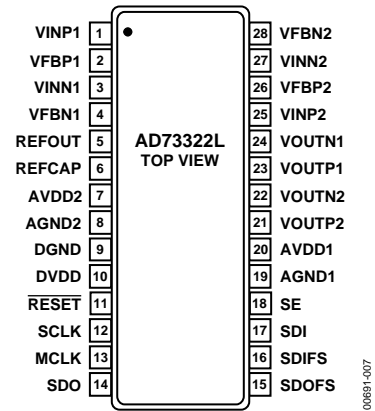 VINP1 1 28 VFBN2
VFBP1 2 27 VINN2
VINN1 3 26 VFBP2
VFBN1 4 25 VINP2
REFOUT 5 AD73322L 24 VOUTN1
REFCAP 6 TOP VIEW 23 VOUTP1
AVDD2 7 22 VOUTN2
AGND2 8 21 VOUTP2
DGND 9 20 AVDD1
DVDD 10 19 AGND1
RESET 11 18 SE
SCLK 12 17 SDI
MCLK 13 16 SDIFS
SDO 14 15 SDOFS
00691-007